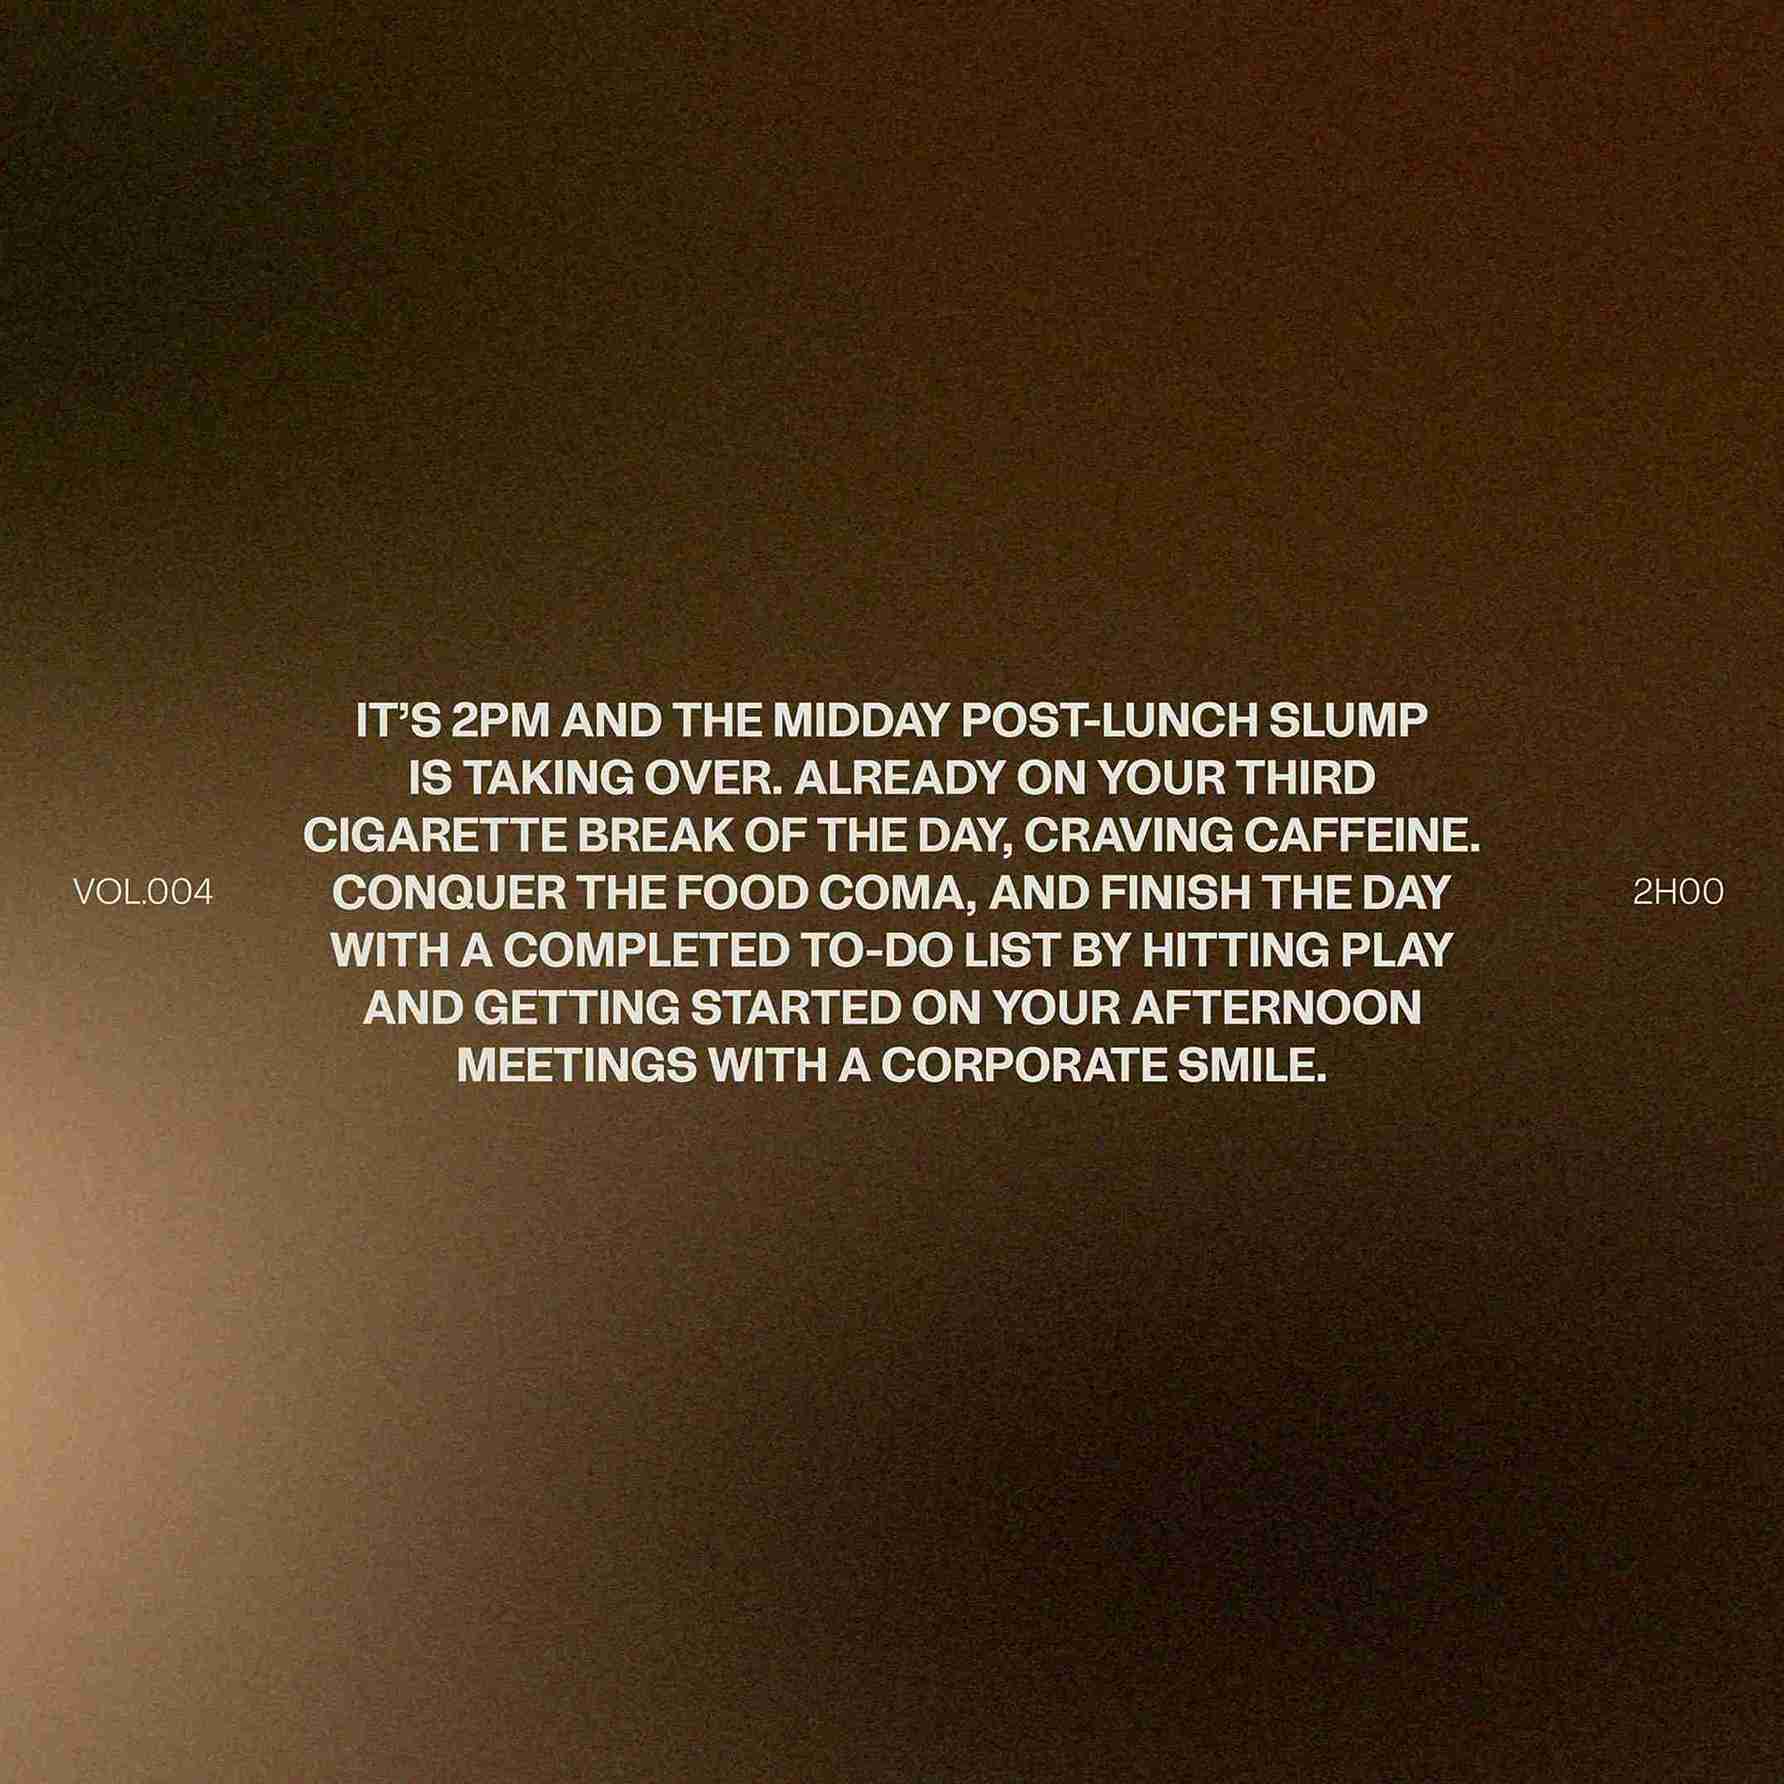 IT’S 2PM AND THE MIDDAY POST-LUNCH SLUMP
IS TAKING OVER. ALREADY ON YOUR THIRD
CIGARETTE BREAK OF THE DAY, CRAVING CAFFEINE.
VOL.004
CONQUER THE FOOD COMA, AND FINISH THE DAY
2H00
WITH A COMPLETED TO-DO LIST BY HITTING PLAY
AND GETTING STARTED ON YOUR AFTERNOON
MEETINGS WITH A CORPORATE SMILE.